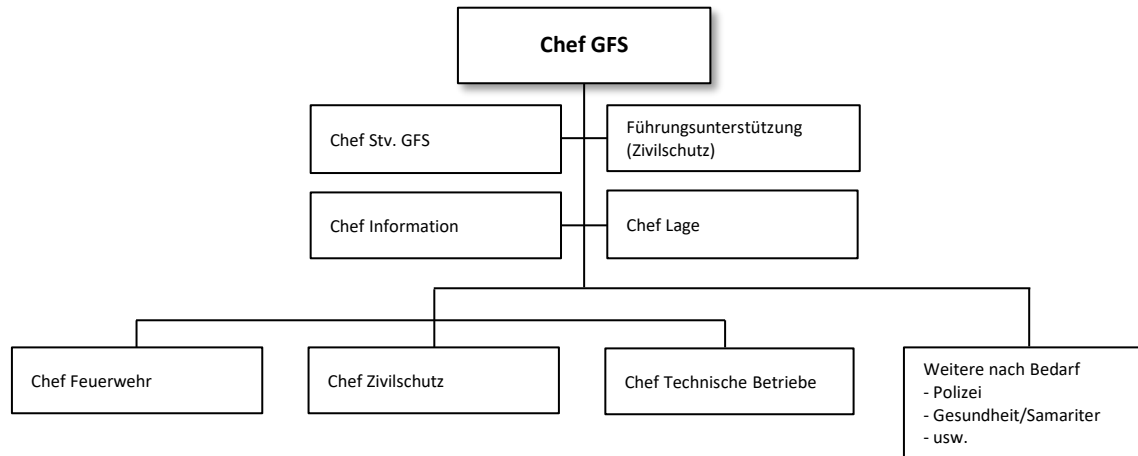 Chef GFS
Chef Stv. GFS
Führungsunterstützung
(Zivilschutz)
Chef Information
Chef Lage
Chef Feuerwehr
Chef Zivilschutz
Chef Technische Betriebe
Weitere nach Bedarf
- Polizei
- Gesundheit/Samariter
- usw.